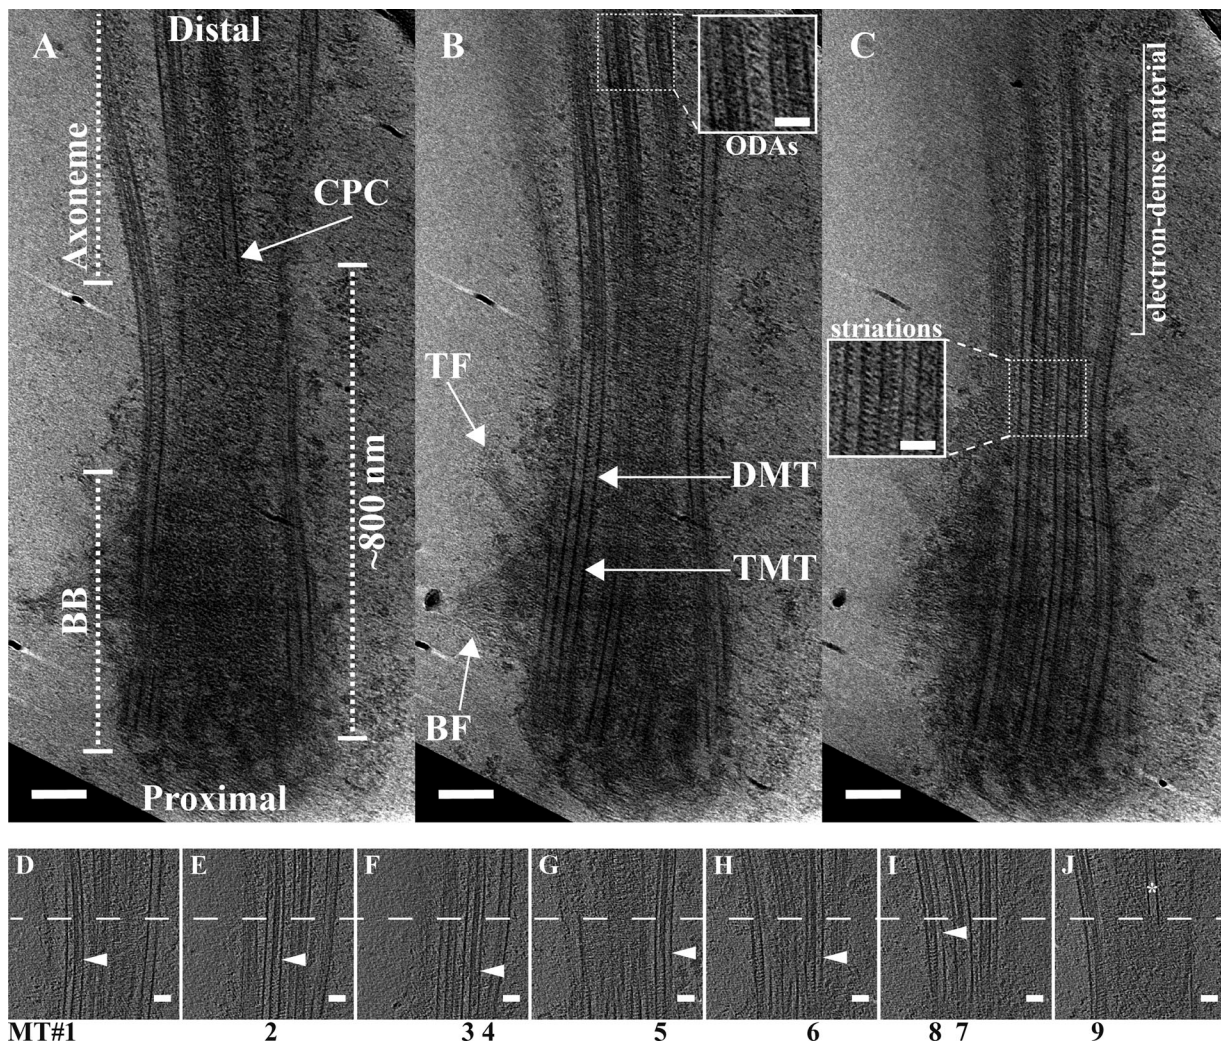 A
Distal
Axoneme
CPC
~800 nm
BB
Proximal
B
ODAs
TF
DMT
TMT
BF
C
electron-dense material
striations
D
E
F
G
H
I
J
*
MT#1
2
3 4
5
6
8 7
9